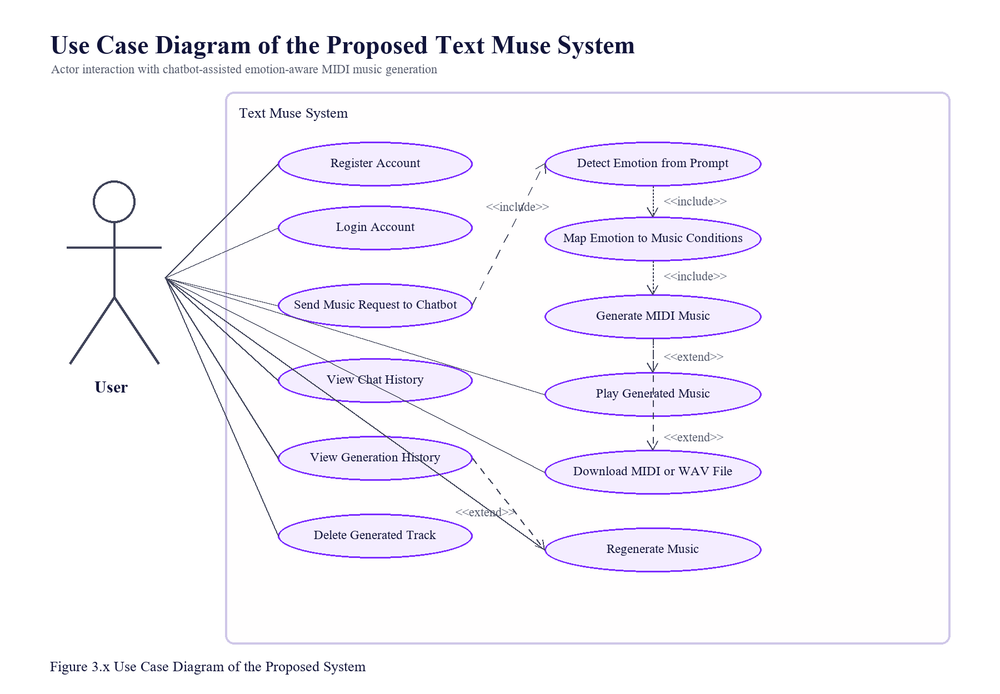 Use Case Diagram of the Proposed Text Muse System
Actor interaction with chatbot-assisted emotion-aware MIDI music generation
Text Muse System
Register Account
Detect Emotion from Prompt
<<include>>
<<include>>
Login Account
Map Emotion to Music Conditions
<<include>>
Send Music Request to Chatbot
Generate MIDI Music
<<extend>>
View Chat History
User
Play Generated Music
<<extend>>
View Generation History
Download MIDI or WAV File
<<extend>>
Delete Generated Track
Regenerate Music
Figure 3.x Use Case Diagram of the Proposed System